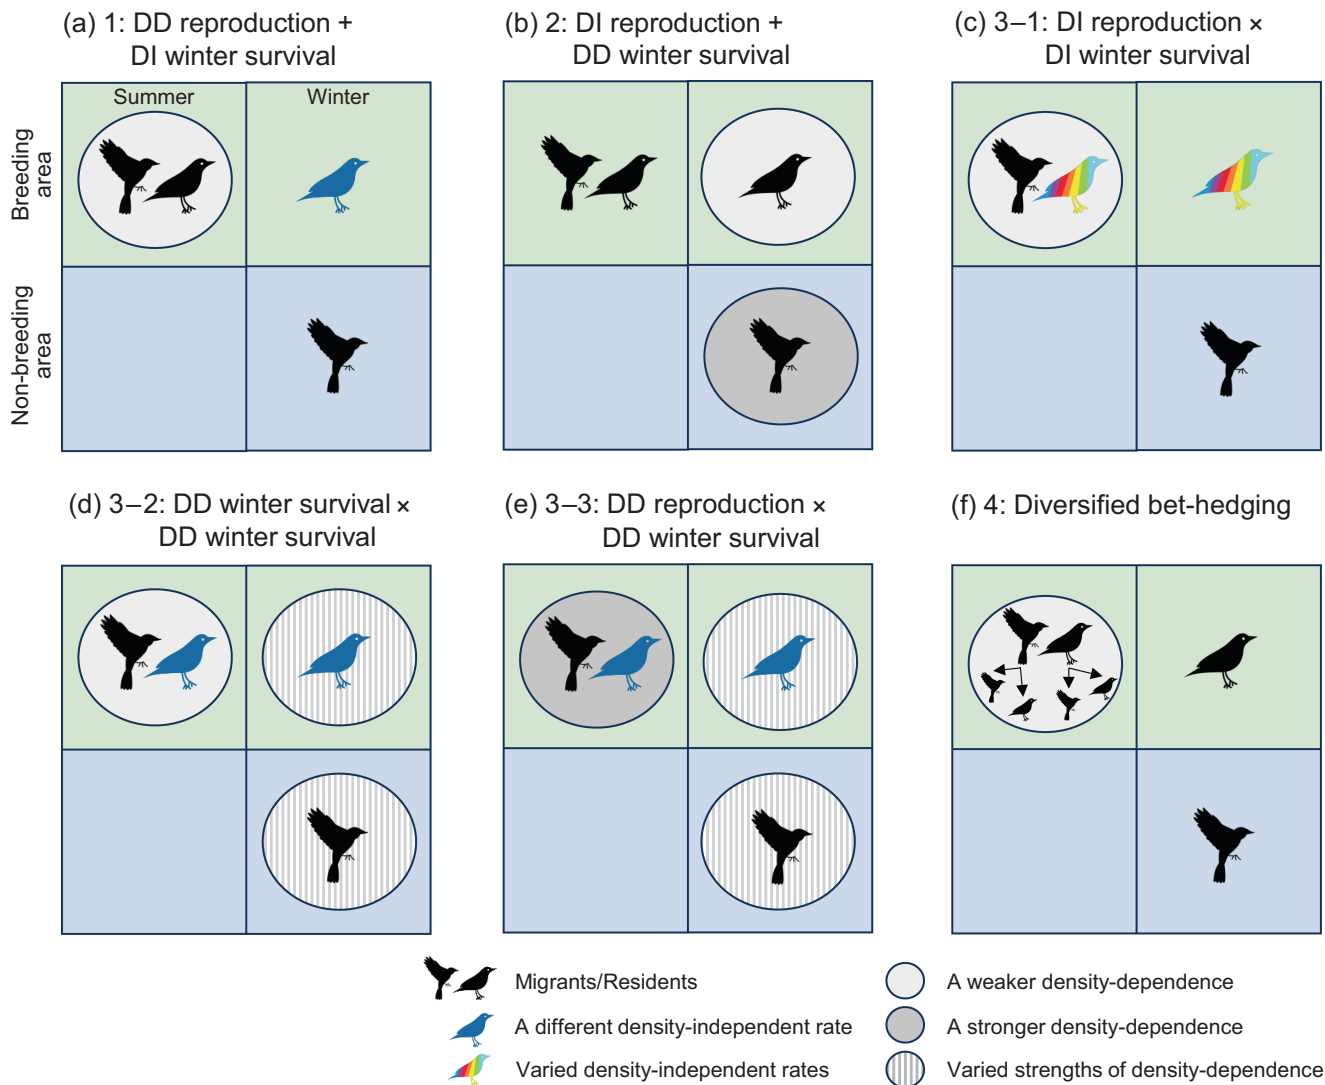 (a) 1: DD reproduction +
DI winter survival
(b) 2: DI reproduction +
DD winter survival
(c) 3–1: DI reproduction ×
DI winter survival
Summer
Winter
Breeding
area
Non-breeding
area
(d) 3–2: DD winter survival ×
DD winter survival
(e) 3–3: DD reproduction ×
DD winter survival
(f) 4: Diversified bet-hedging
Migrants/Residents
A different density-independent rate
Varied density-independent rates
A weaker density-dependence
A stronger density-dependence
Varied strengths of density-dependence